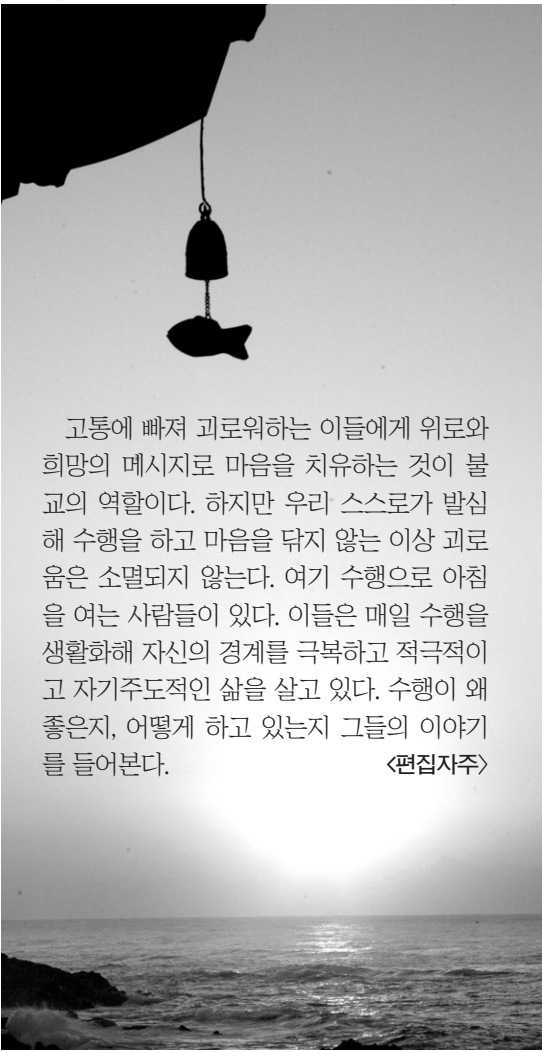 고통에 빠져 괴로워하는 이들에게 위로와
희망의 메시지로 마음을 치유하는 것이 불
교의 역할이다. 하지만 우리 스스로가 발심
해 수행을 하고 마음을 닦지 않는 이상 괴로
움은 소멸되지 않는다. 여기 수행으로 아침
을 여는 사람들이 있다. 이들은 매일 수행을
생활화해 자신의 경계를 극복하고 적극적이
고 자기주도적인 삶을 살고 있다. 수행이 왜
좋은지, 어떻게 하고 있는지 그들의 이야기
를 들어본다. <편집자주>